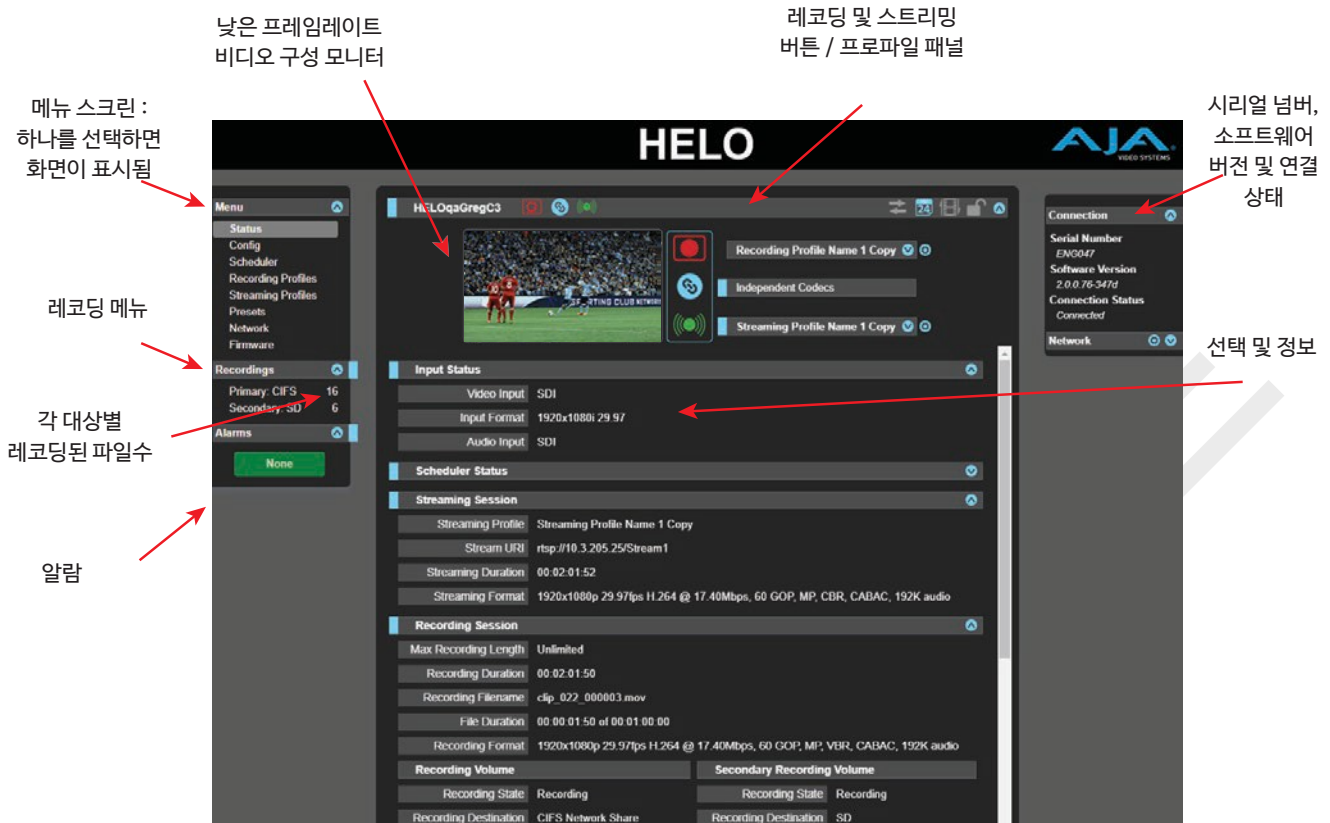 낮은 프레임레이트
비디오 구성 모니터
레코딩 및 스트리밍
버튼 / 프로파일 패널
메뉴 스크린 :
하나를 선택하면
화면이 표시됨
시리얼 넘버,
소프트웨어
버전 및 연결
상태
레코딩 메뉴
각 대상별
레코딩된 파일수
알람
선택 및 정보
HELO
AJA
VIDEO SYSTEMS
Menu
Status
Config
Scheduler
Recording Profiles
Streaming Profiles
Presets
Network
Firmware
Recordings
Primary: CIFS 16
Secondary: SD 6
Alarms
None
HELOqaGregC3
24
Recording Profile Name 1 Copy
Independent Codecs
Streaming Profile Name 1 Copy
SPORTING CLUB NETWORK
Input Status
Video Input SDI
Input Format 1920x1080i 29.97
Audio Input SDI
Scheduler Status
Streaming Session
Streaming Profile Streaming Profile Name 1 Copy
Stream URI rtsp://10.3.205.25/Stream1
Streaming Duration 00:02:01:52
Streaming Format 1920x1080p 29.97fps H.264 @ 17.40Mbps, 60 GOP, MP, CBR, CABAC, 192K audio
Recording Session
Max Recording Length Unlimited
Recording Duration 00:02:01:50
Recording Filename clip_022_000003.mov
File Duration 00:00:01:50 of 00:01:00:00
Recording Format 1920x1080p 29.97fps H.264 @ 17.40Mbps, 60 GOP, MP, VBR, CABAC, 192K audio
Recording Volume Secondary Recording Volume
Recording State Recording Recording State Recording
Recording Destination CIFS Network Share Recording Destination SD
Connection
Serial Number
ENG047
Software Version
2.0.0.76-347d
Connection Status
Connected
Network